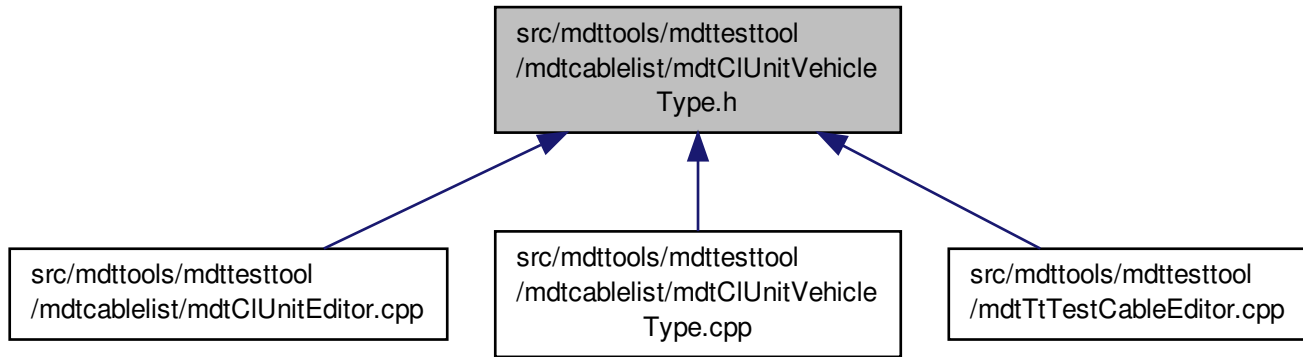 src/mdttools/mdttesttool
/mdtcablelist/mdtClUnitVehicle
Type.h
src/mdttools/mdttesttool
/mdtcablelist/mdtClUnitEditor.cpp
src/mdttools/mdttesttool
/mdtcablelist/mdtClUnitVehicle
Type.cpp
src/mdttools/mdttesttool
/mdtTtTestCableEditor.cpp